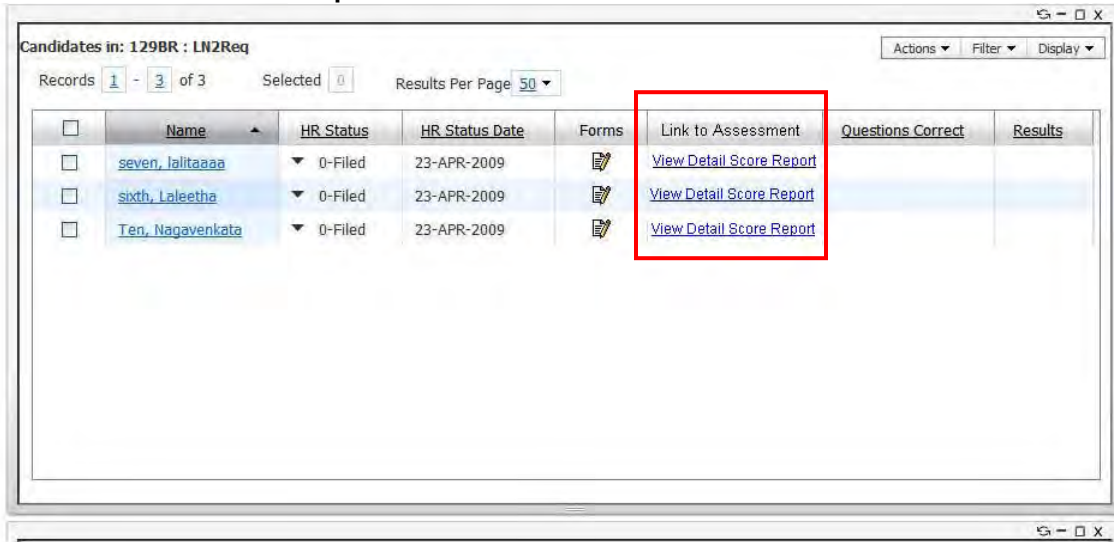 Candidates in: 129BR : LN2Req
Actions Filter Display
Records 1 - 3 of 3 Selected 0 Results Per Page 50
Name HR Status HR Status Date Forms Link to Assessment Questions Correct Results
seven, lalitaaaa 0-Filed 23-APR-2009 View Detail Score Report
sixth, Laleetha 0-Filed 23-APR-2009 View Detail Score Report
Ten, Nagavenkata 0-Filed 23-APR-2009 View Detail Score Report